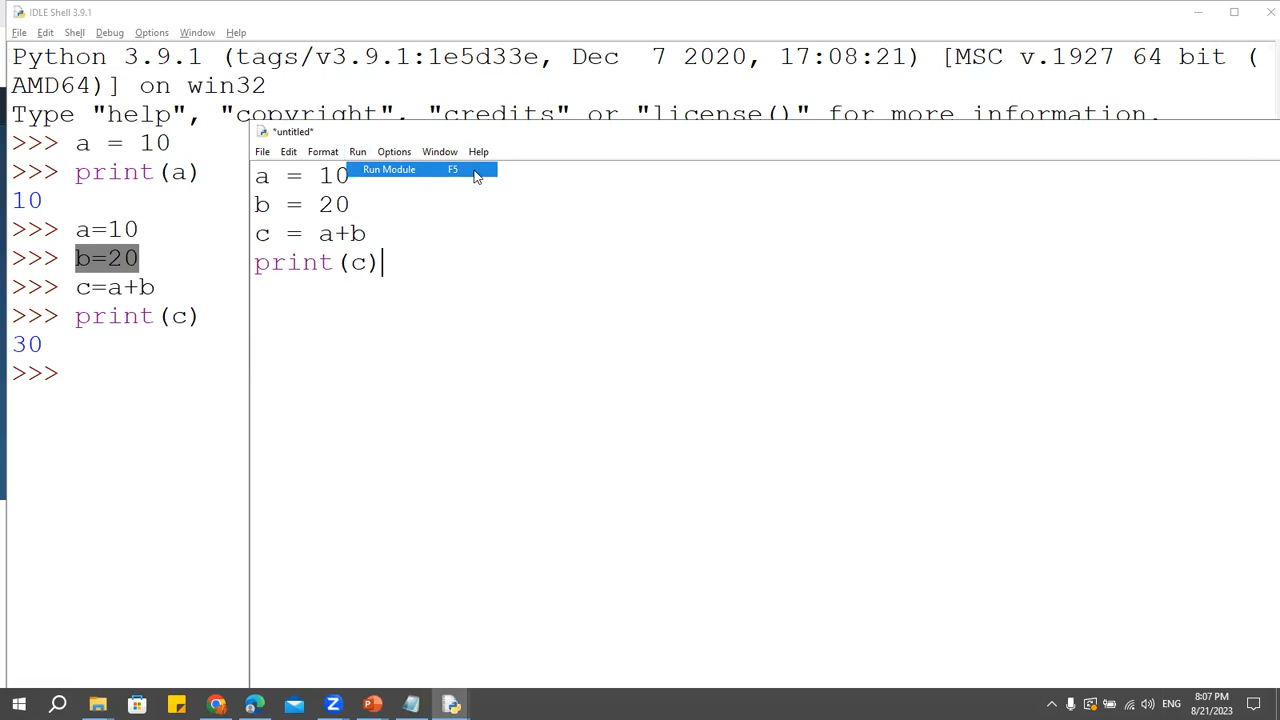 IDLE Shell 3.9.1
File Edit Shell Debug Options Window Help
Python 3.9.1 (tags/v3.9.1:1e5d33e, Dec  7 2020, 17:08:21) [MSC v.1927 64 bit (
AMD64)] on win32
Type "help", "copyright", "credits" or "license()" for more information.
>>> a = 10
>>> print(a)
10
>>> a=10
>>> b=20
>>> c=a+b
>>> print(c)
30
>>>
*untitled*
File Edit Format Run Options Window Help
Run Module F5
a = 10
b = 20
c = a+b
print(c)
ENG
8:07 PM
8/21/2023